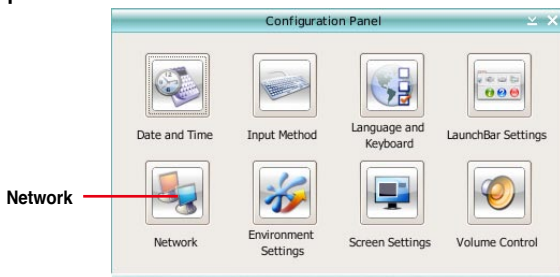 Configuration Panel
Date and Time
Input Method
Language and
Keyboard
LaunchBar Settings
Network
Network
Environment
Settings
Screen Settings
Volume Control